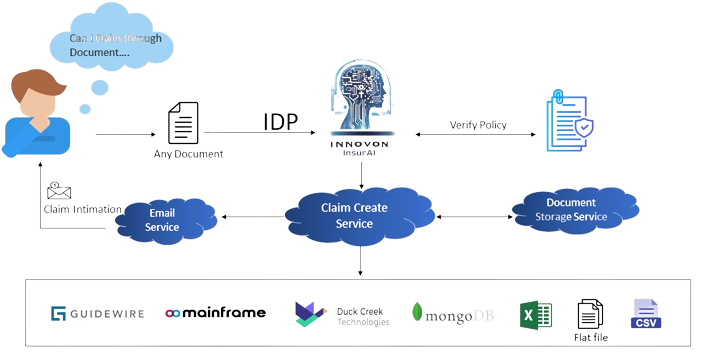 Can I Claim through
Document....
IDP
Any Document
INNOVON
InsurAI
Verify Policy
Claim Intimation
Email
Service
Claim Create
Service
Document
Storage Service
GUIDEWIRE
mainframe
Duck Creek
Technologies
mongoDB
X
Flat file
CSV